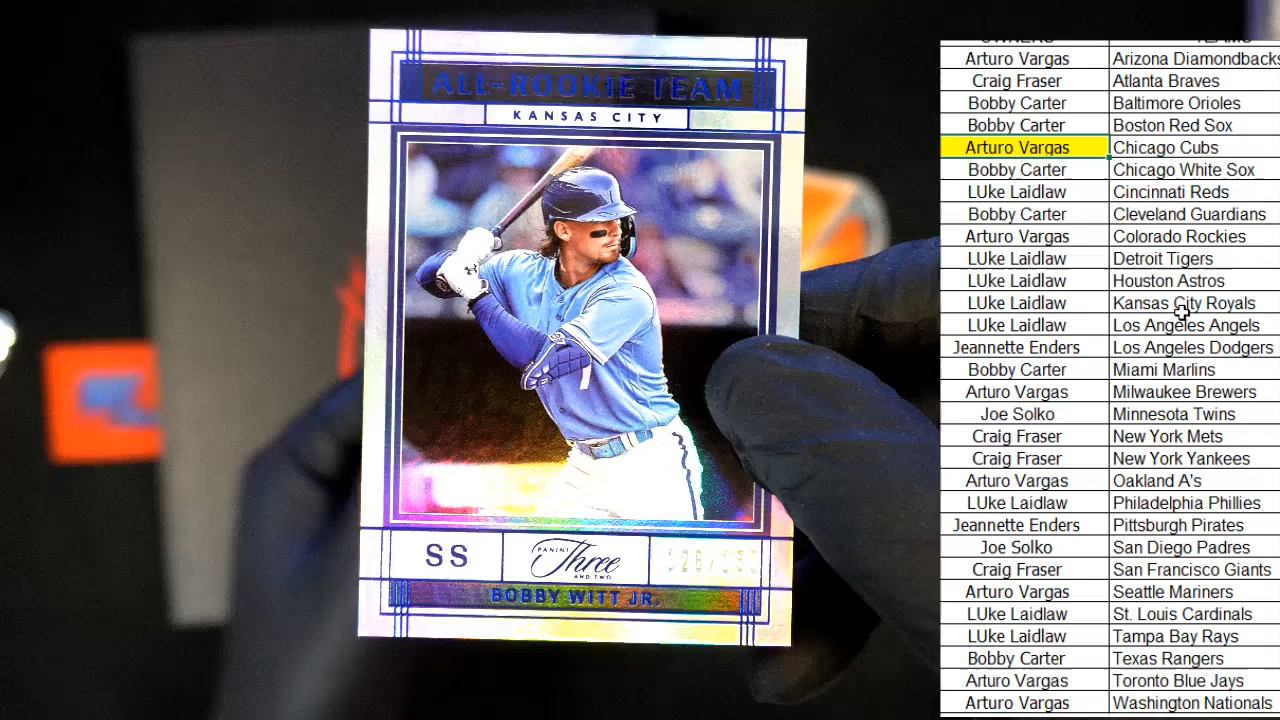 ALL-ROOKIE TEAM
KANSAS CITY
SS
PANINI
Three
AND TWO
BOBBY WITT JR.
Arturo Vargas Arizona Diamondbacks
Craig Fraser Atlanta Braves
Bobby Carter Baltimore Orioles
Bobby Carter Boston Red Sox
Arturo Vargas Chicago Cubs
Bobby Carter Chicago White Sox
LUke Laidlaw Cincinnati Reds
Bobby Carter Cleveland Guardians
Arturo Vargas Colorado Rockies
LUke Laidlaw Detroit Tigers
LUke Laidlaw Houston Astros
LUke Laidlaw Kansas City Royals
LUke Laidlaw Los Angeles Angels
Jeannette Enders Los Angeles Dodgers
Bobby Carter Miami Marlins
Arturo Vargas Milwaukee Brewers
Joe Solko Minnesota Twins
Craig Fraser New York Mets
Craig Fraser New York Yankees
Arturo Vargas Oakland A's
LUke Laidlaw Philadelphia Phillies
Jeannette Enders Pittsburgh Pirates
Joe Solko San Diego Padres
Craig Fraser San Francisco Giants
Arturo Vargas Seattle Mariners
LUke Laidlaw St. Louis Cardinals
LUke Laidlaw Tampa Bay Rays
Bobby Carter Texas Rangers
Arturo Vargas Toronto Blue Jays
Arturo Vargas Washington Nationals